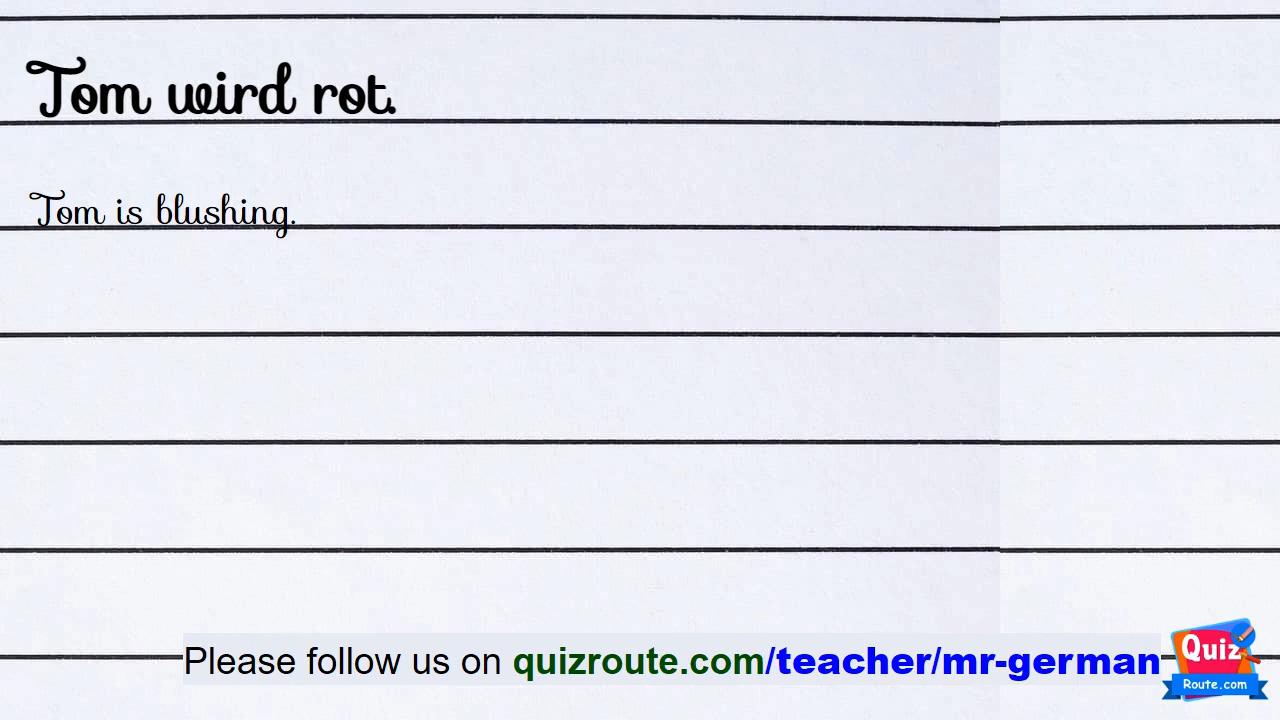 Tom wird rot.
Tom is blushing.
Please follow us on quizroute.com/teacher/mr-german
Quiz
Route.com